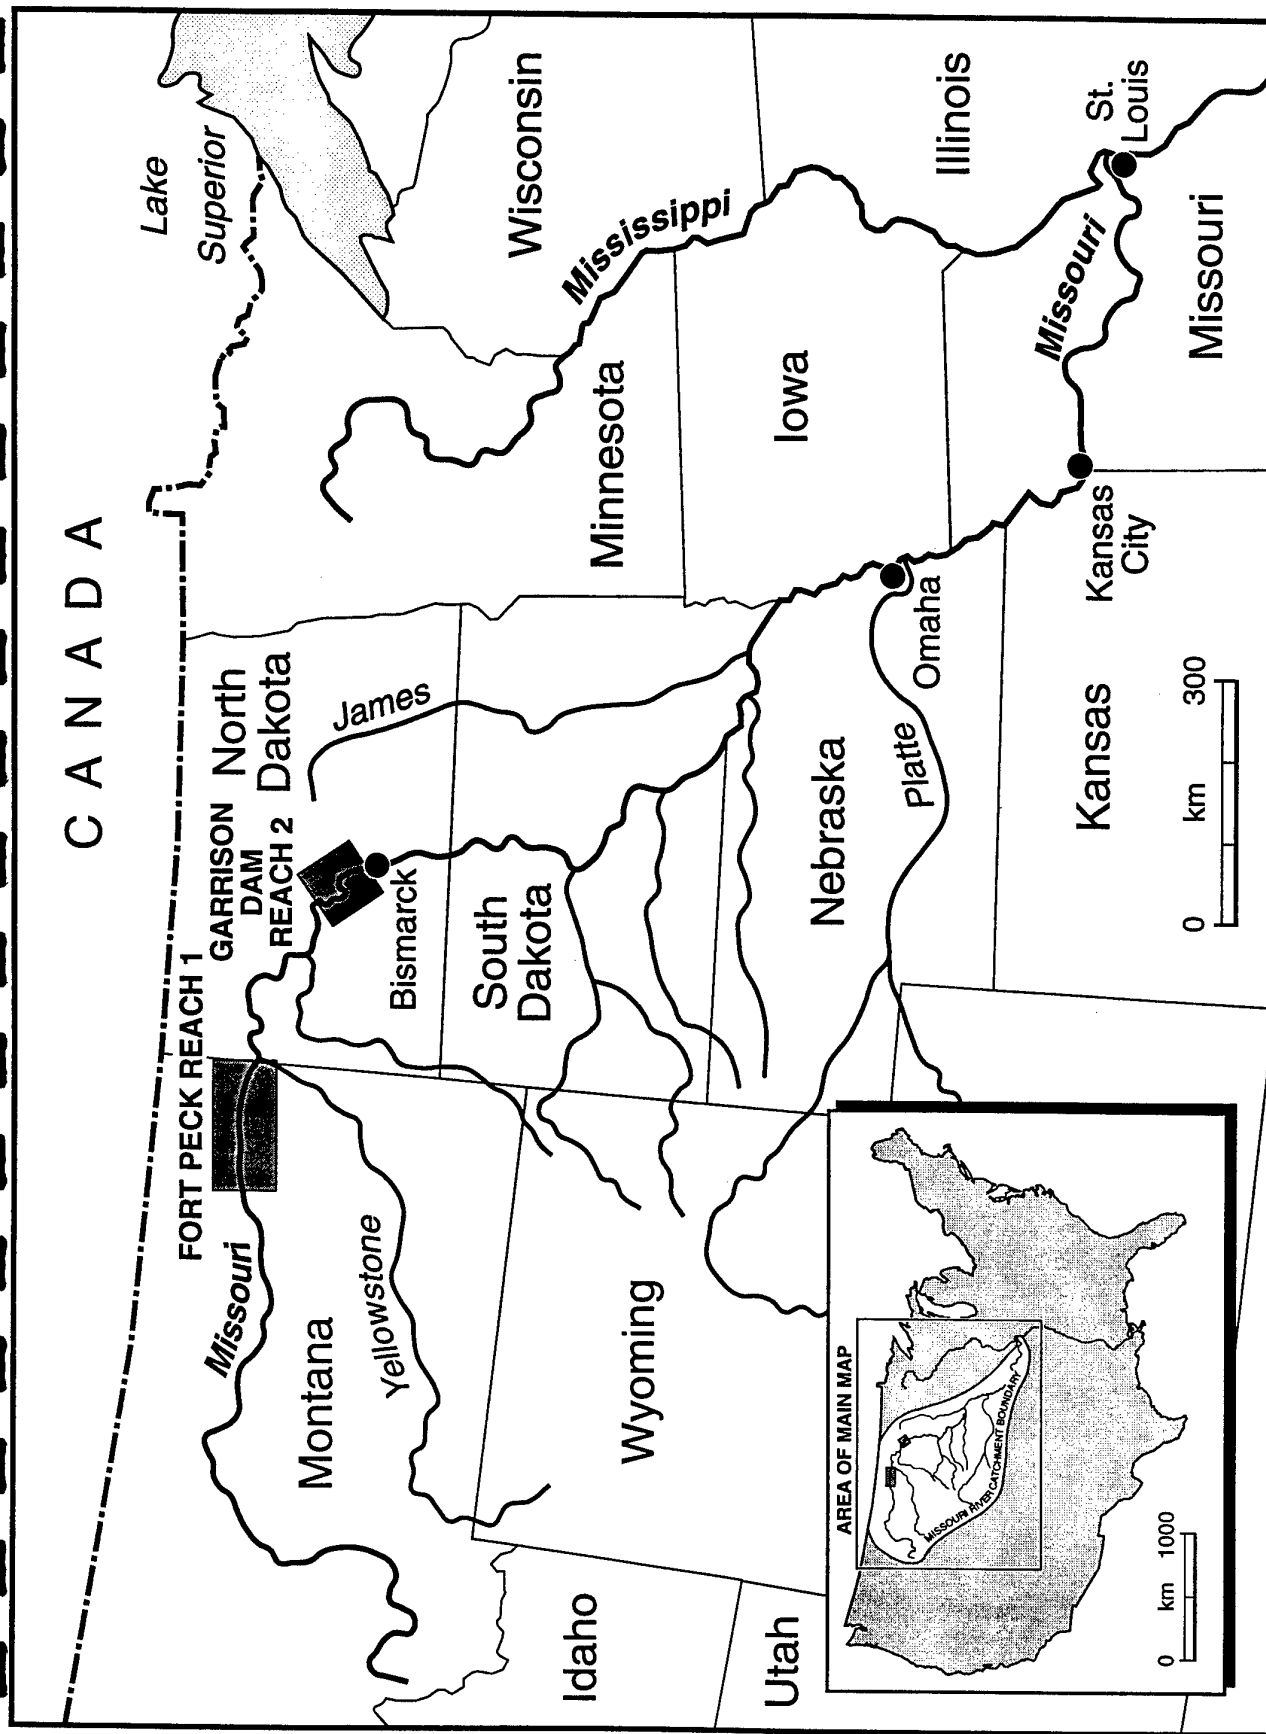 CANADA
Lake
Superior
FORT PECK REACH 1
GARRISON
DAM
REACH 2
North
Dakota
Missouri
Montana
Yellowstone
James
Bismarck
South
Dakota
Minnesota
Wisconsin
Mississippi
Idaho
Wyoming
Utah
Nebraska
Platte
Omaha
Iowa
Illinois
Kansas
Kansas
City
Missouri
Missouri
St.
Louis
0 km 300
AREA OF MAIN MAP
MISSOURI RIVER CATCHMENT BOUNDARY
0 km 1000